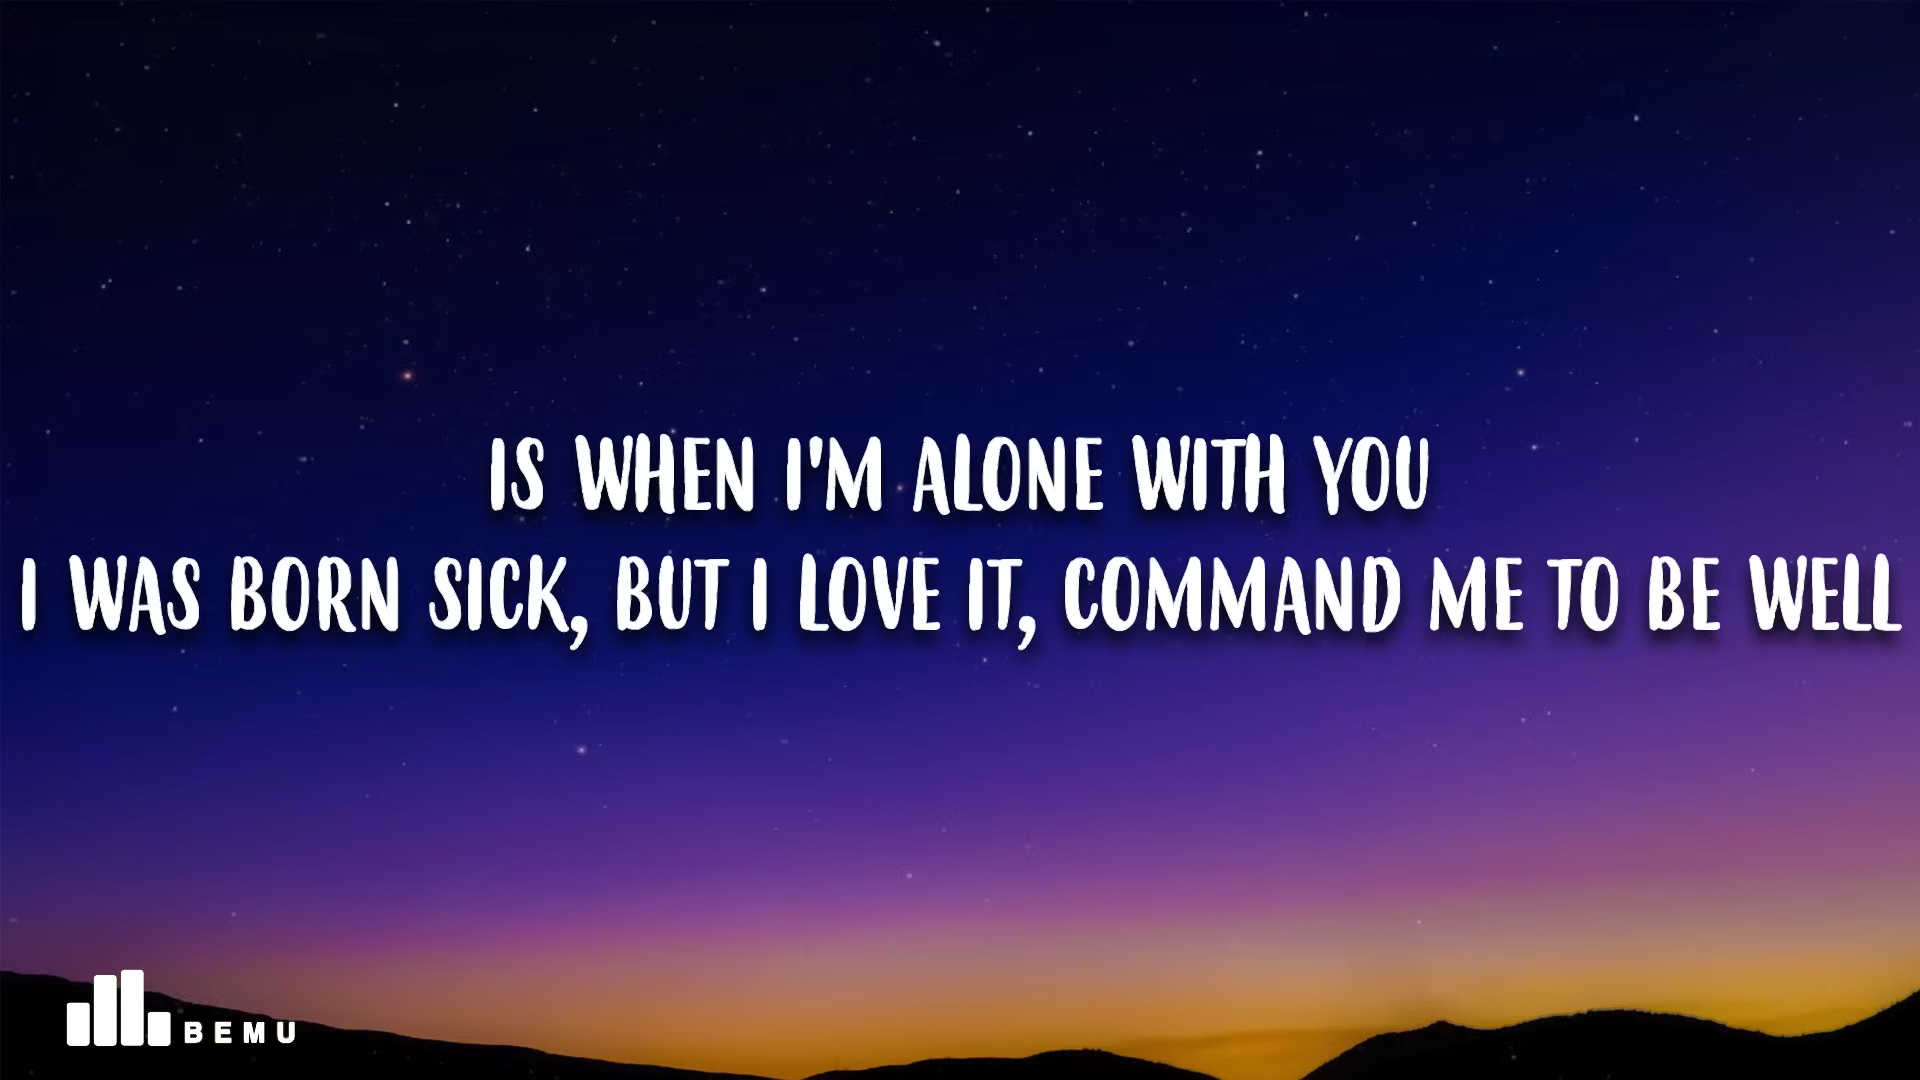 IS WHEN I'M ALONE WITH YOU
I WAS BORN SICK, BUT I LOVE IT, COMMAND ME TO BE WELL
BEMU